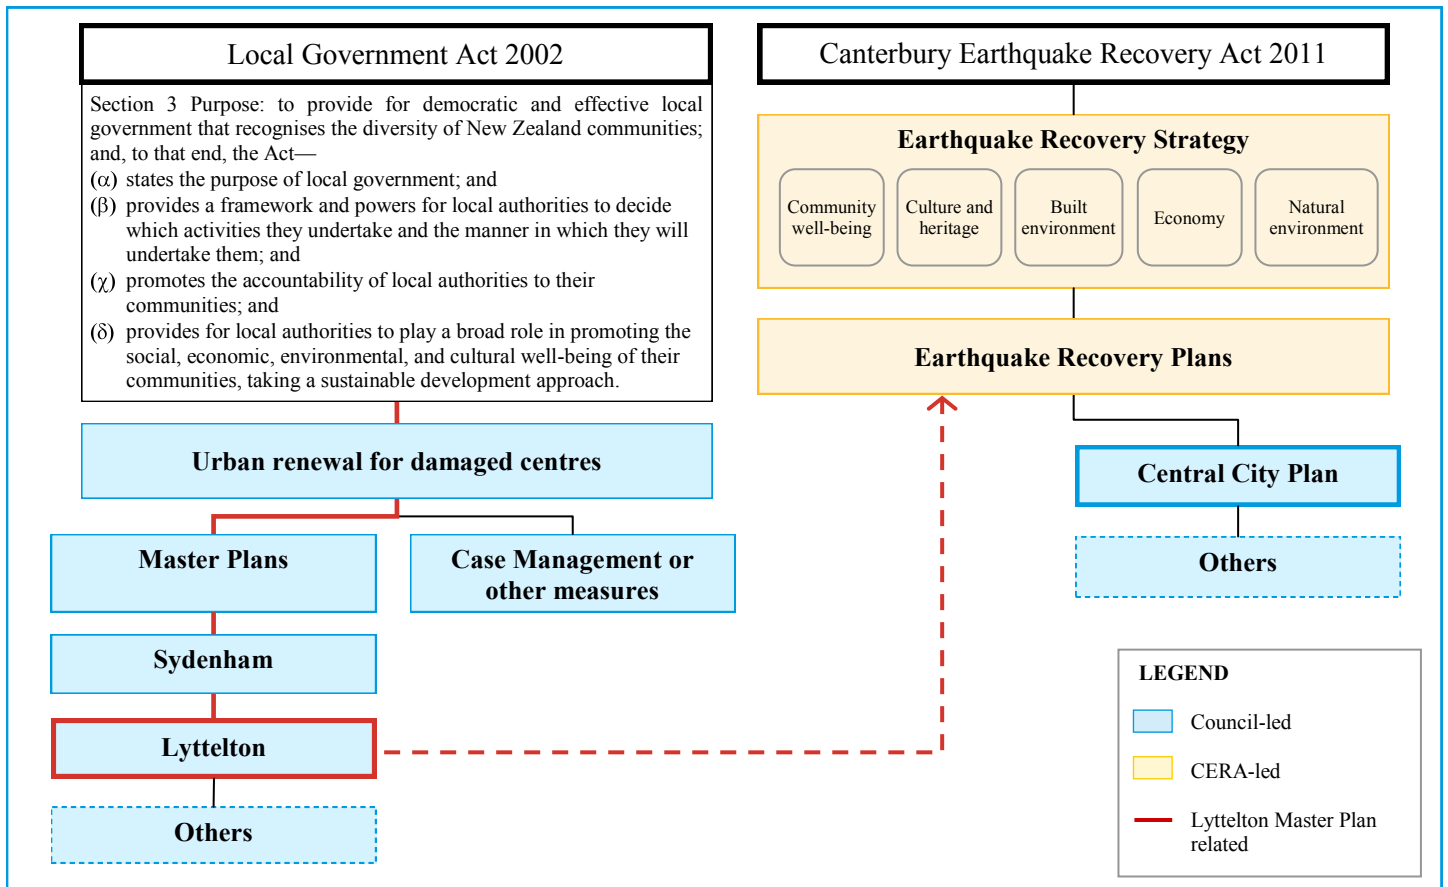 Local Government Act 2002
Section 3 Purpose: to provide for democratic and effective local
government that recognises the diversity of New Zealand communities;
and, to that end, the Act—
(α) states the purpose of local government; and
(β) provides a framework and powers for local authorities to decide
which activities they undertake and the manner in which they will
undertake them; and
(χ) promotes the accountability of local authorities to their
communities; and
(δ) provides for local authorities to play a broad role in promoting the
social, economic, environmental, and cultural well-being of their
communities, taking a sustainable development approach.
Urban renewal for damaged centres
Master Plans
Case Management or
other measures
Sydenham
Lyttelton
Others
Canterbury Earthquake Recovery Act 2011
Earthquake Recovery Strategy
Community
well-being
Culture and
heritage
Built
environment
Economy
Natural
environment
Earthquake Recovery Plans
Central City Plan
Others
LEGEND
Council-led
CERA-led
Lyttelton Master Plan
related